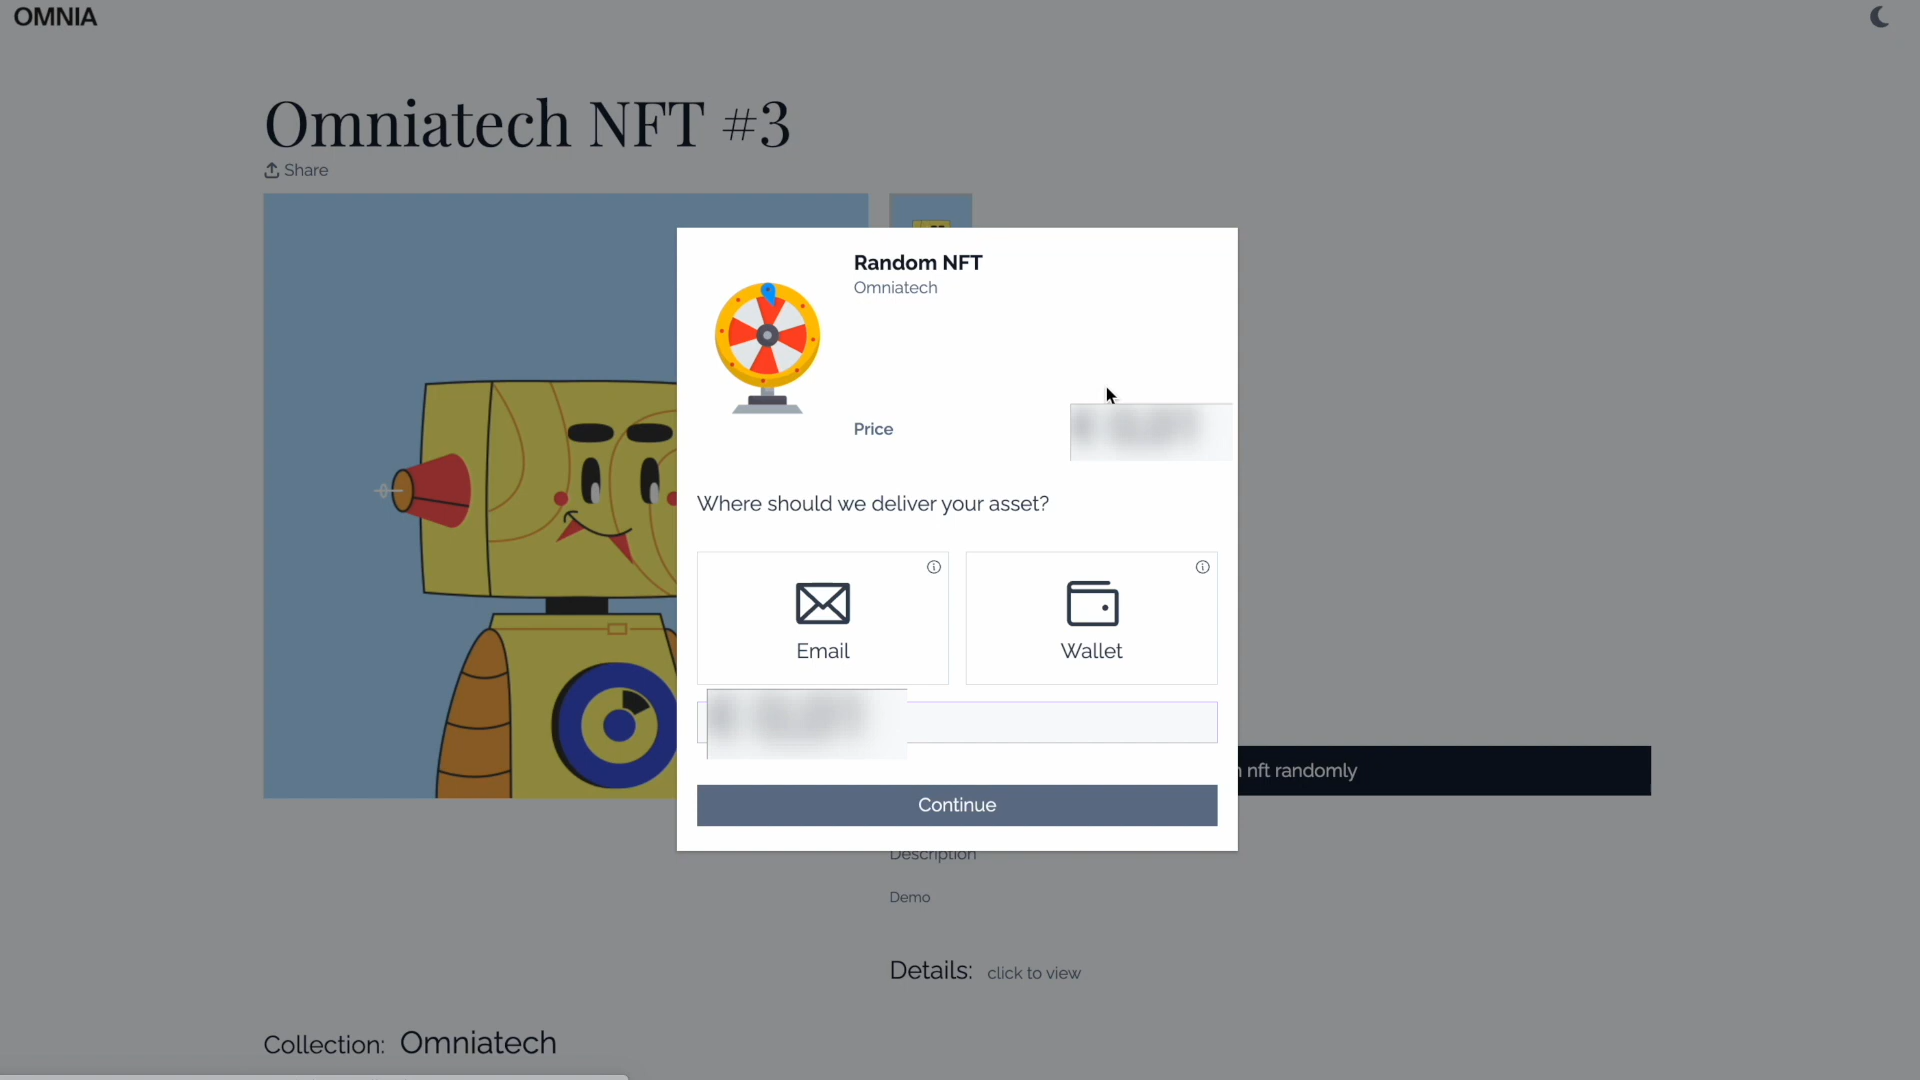 OMNIA
Omniatech NFT #3
Share
Random NFT
Omniatech
Price
Where should we deliver your asset?
Email
Wallet
Continue
nft randomly
Description
Demo
Details: click to view
Collection: Omniatech